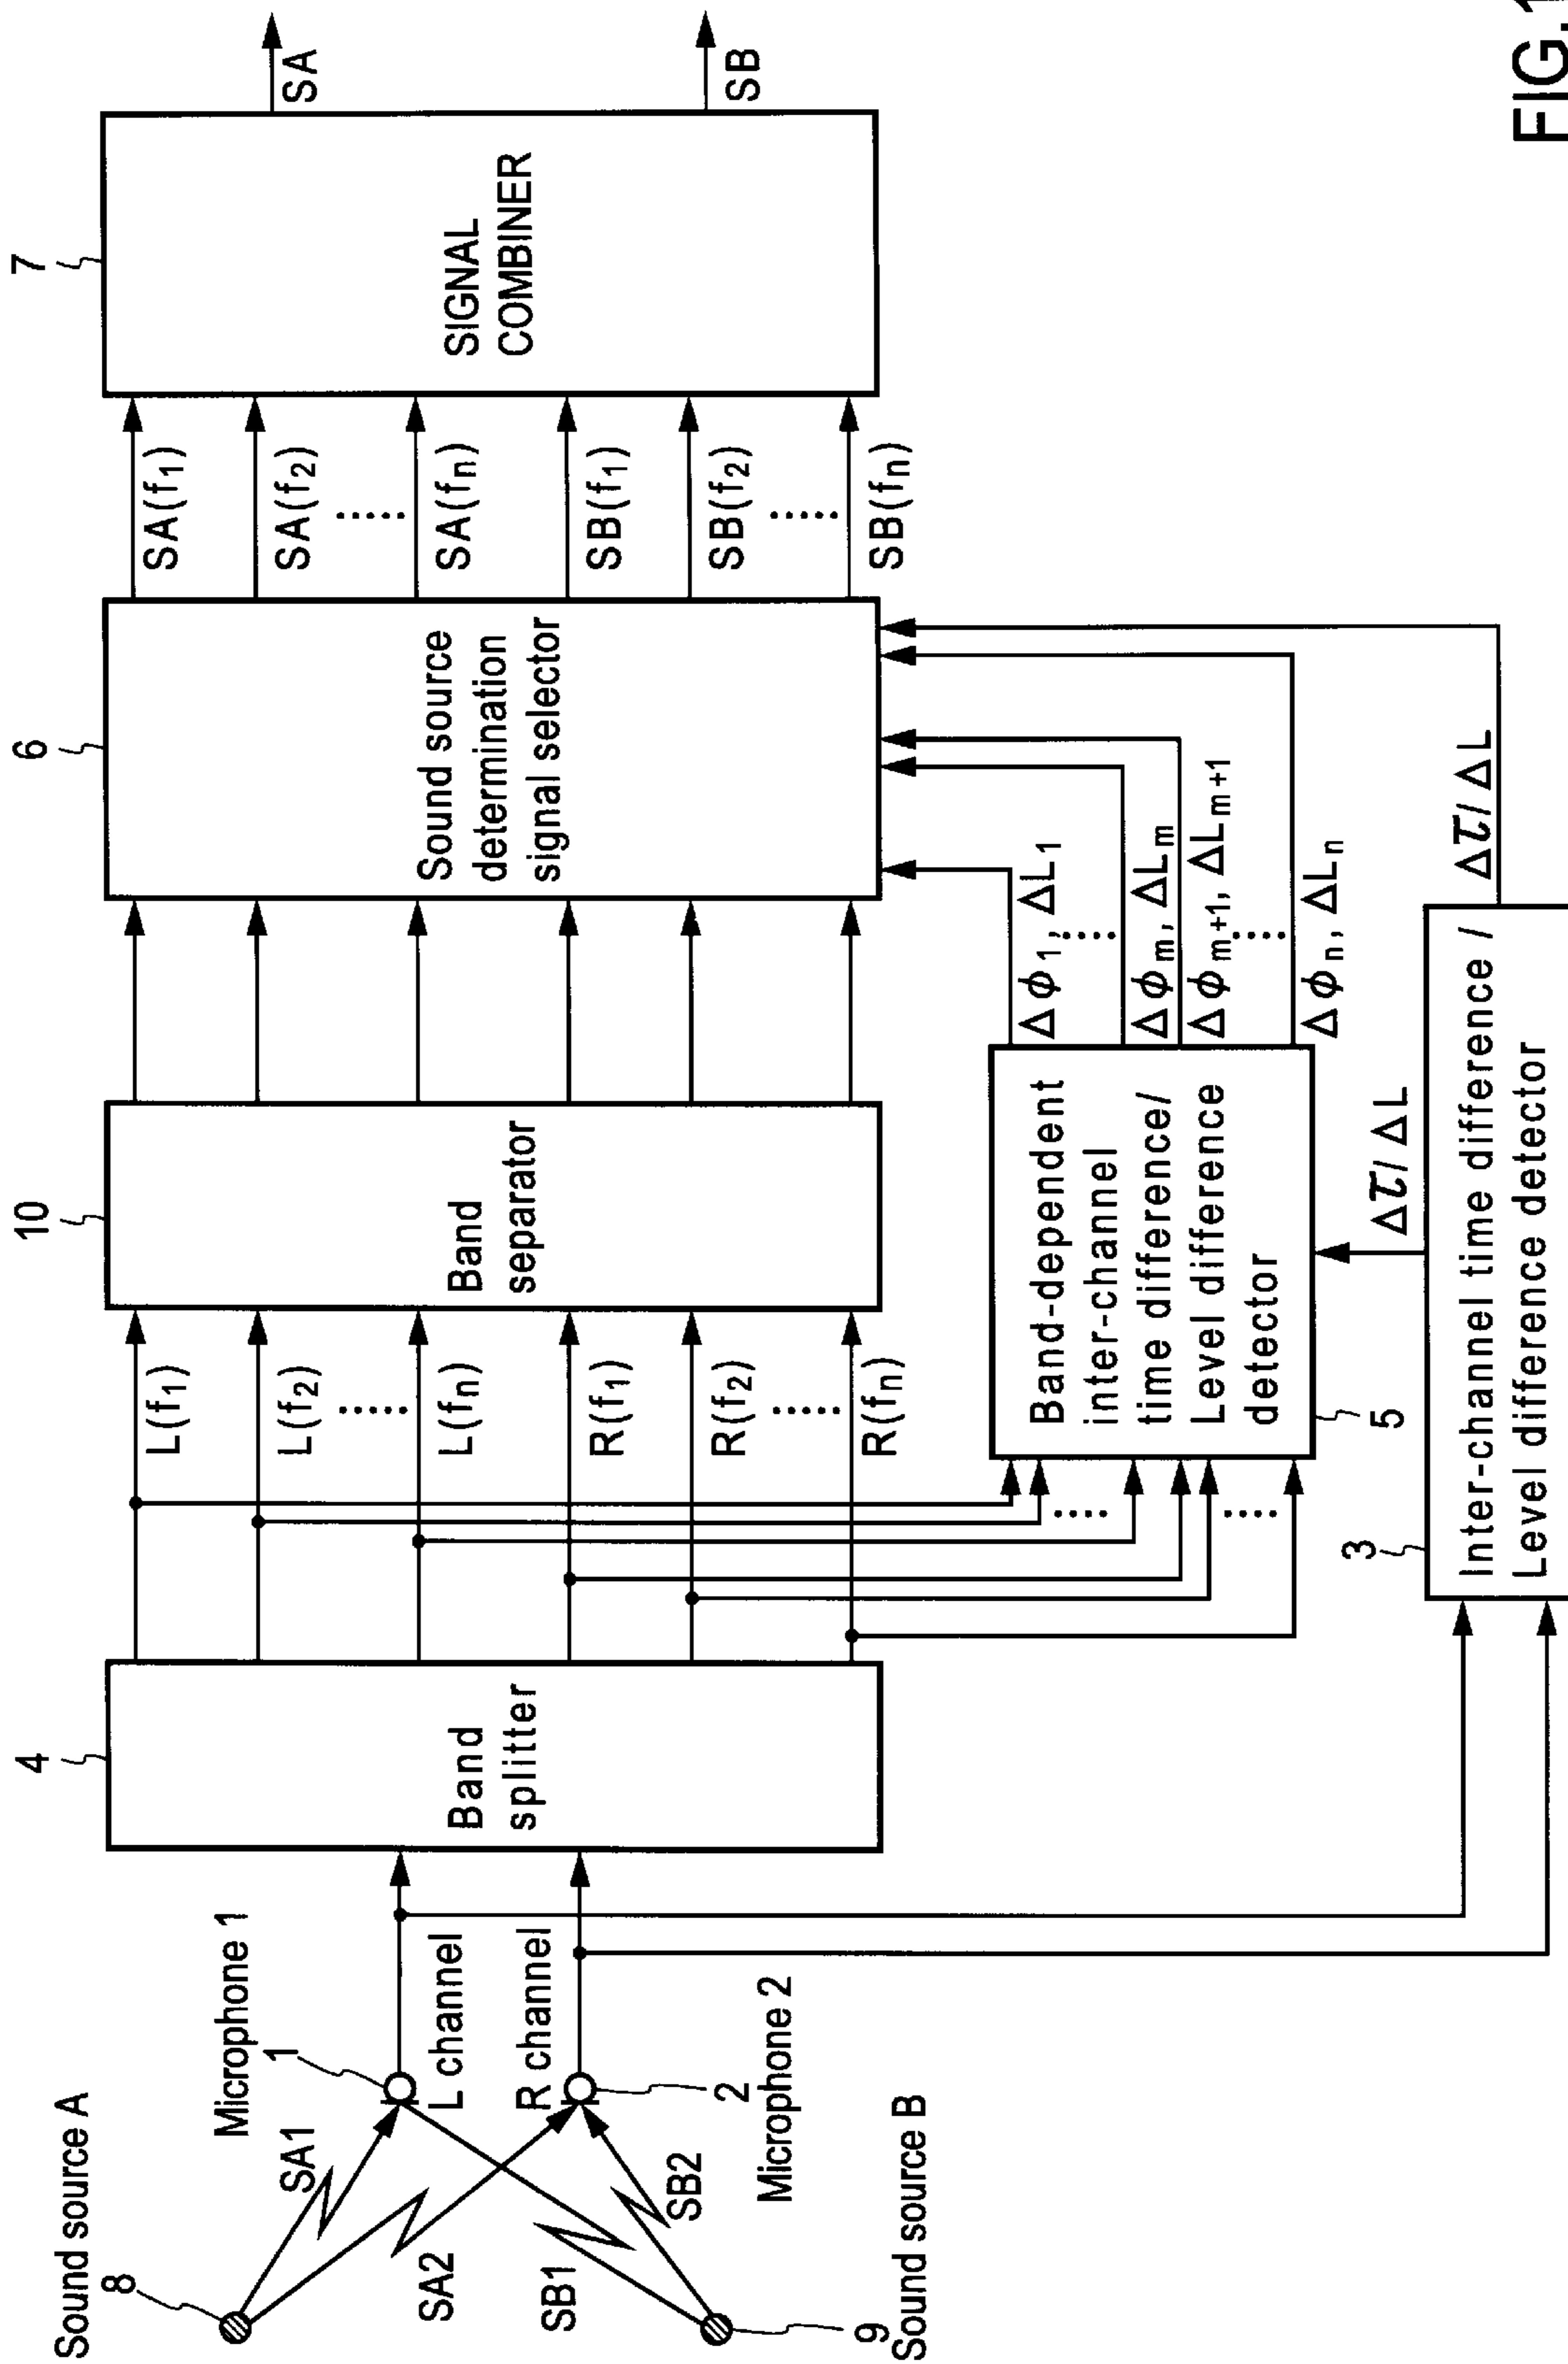 Sound source A
8
SA1
SA2
SB1
SB2
9
Sound source B
Microphone 1
1
L channel
R channel
2
Microphone 2
4
Band
splitter
L(f1)
L(f2)
.....
L(fn)
R(f1)
R(f2)
.....
R(fn)
10
Band
separator
6
Sound source
determination
signal selector
SA(f1)
SA(f2)
.....
SA(fn)
SB(f1)
SB(f2)
.....
SB(fn)
7
SIGNAL
COMBINER
SA
SB
.....
.....
Band-dependent
inter-channel
time difference/
Level difference
detector
5
Δϕ1, ΔL1
.....
Δϕm, ΔLm
Δϕm+1, ΔLm+1
.....
Δϕn, ΔLn
Δτ/ΔL
Δτ/ΔL
3
Inter-channel time difference /
Level difference detector
FIG.1